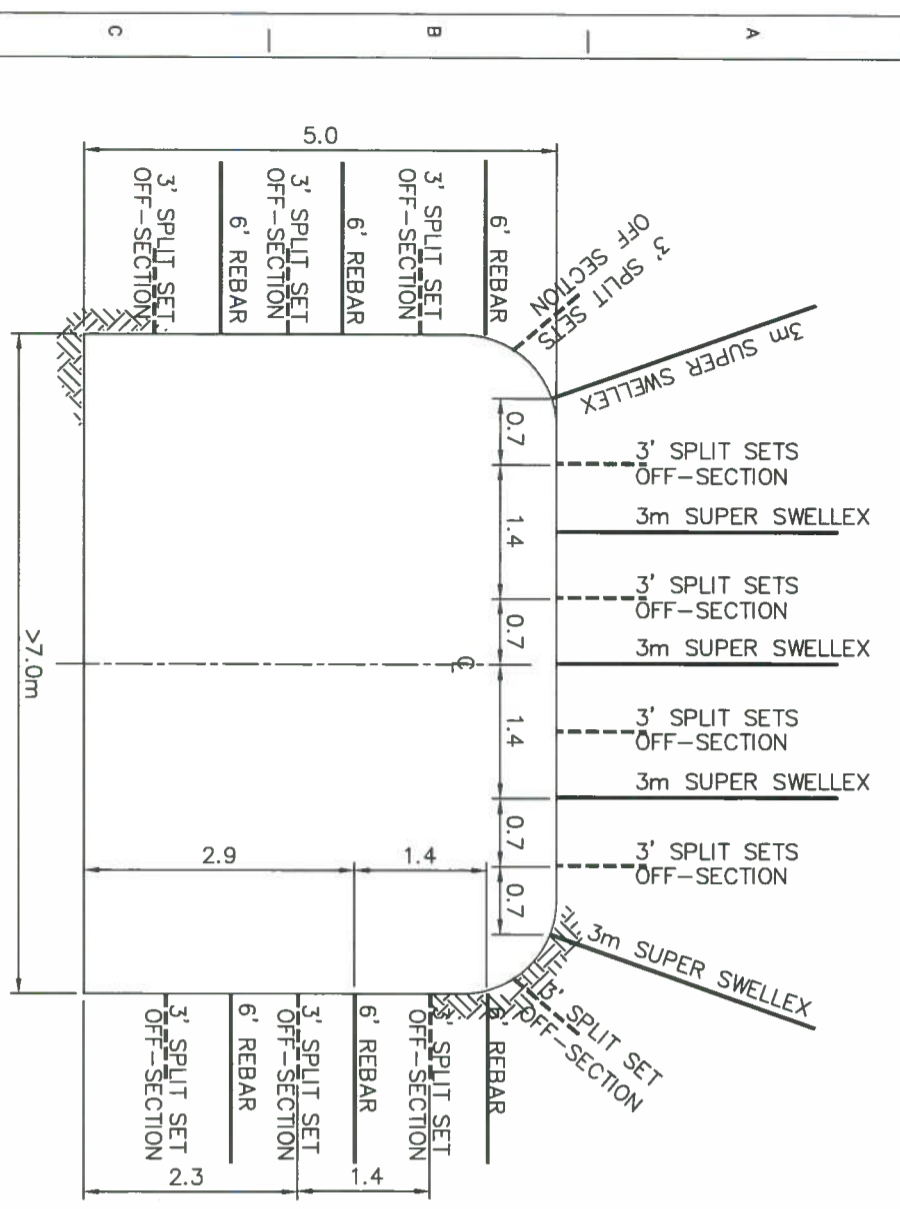 C
B
A
5.0
3' SPLIT SET
OFF-SECTION
6' REBAR
3' SPLIT SET
OFF-SECTION
6' REBAR
3' SPLIT SET
OFF-SECTION
6' REBAR
3' SPLIT SETS
OFF SECTION
3m SUPER SWELLEX
0.7
3' SPLIT SETS
OFF-SECTION
1.4
3m SUPER SWELLEX
3' SPLIT SETS
OFF-SECTION
0.7
3m SUPER SWELLEX
>7.0m
CL
1.4
3' SPLIT SETS
OFF-SECTION
3m SUPER SWELLEX
0.7
3' SPLIT SETS
OFF-SECTION
0.7
2.9
1.4
3m SUPER SWELLEX
3' SPLIT SET
OFF-SECTION
3' SPLIT SET
OFF-SECTION
6' REBAR
3' SPLIT SET
OFF-SECTION
6' REBAR
3' SPLIT SET
OFF-SECTION
6' REBAR
2.3
1.4